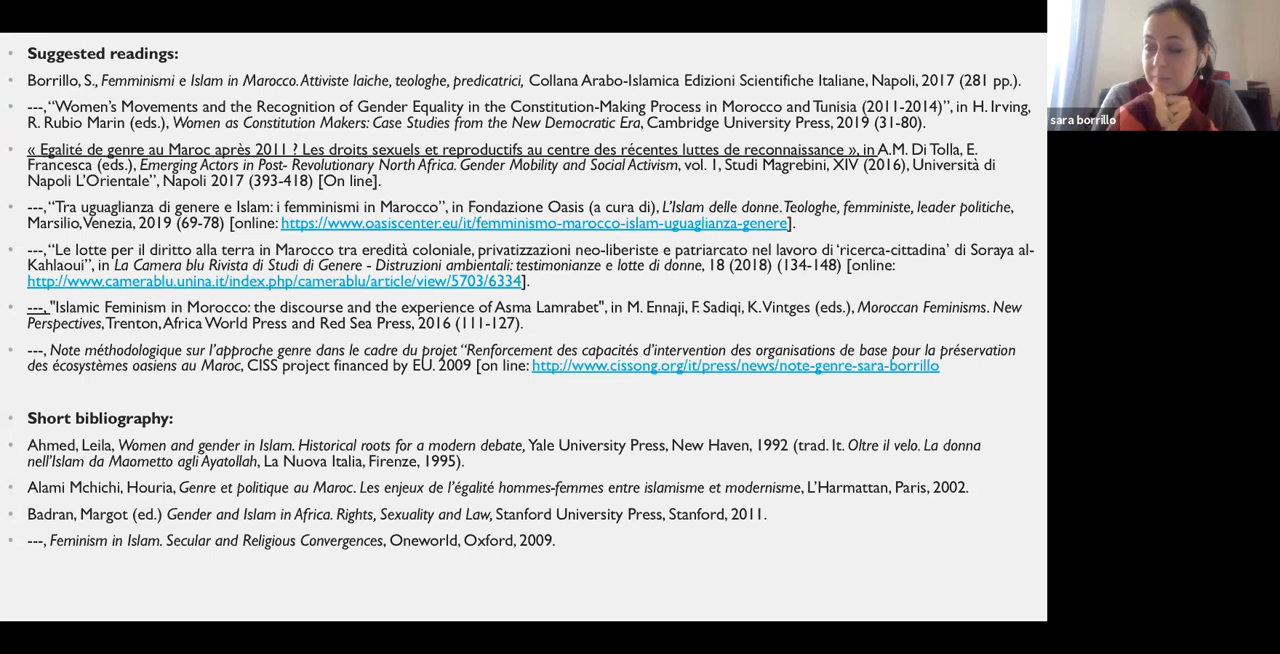 Suggested readings:
Borrillo, S., Femminismi e Islam in Marocco. Attiviste laiche, teologhe, predicatrici, Collana Arabo-Islamica Edizioni Scientifiche Italiane, Napoli, 2017 (281 pp.).
---, “Women’s Movements and the Recognition of Gender Equality in the Constitution-Making Process in Morocco and Tunisia (2011-2014)”, in H. Irving,
R. Rubio Marin (eds.), Women as Constitution Makers: Case Studies from the New Democratic Era, Cambridge University Press, 2019 (31-80).
« Egalité de genre au Maroc après 2011 ? Les droits sexuels et reproductifs au centre des récentes luttes de reconnaissance », in A.M. Di Tolla, E.
Francesca (eds.), Emerging Actors in Post- Revolutionary North Africa. Gender Mobility and Social Activism, vol. 1, Studi Magrebini, XIV (2016), Università di
Napoli L’Orientale”, Napoli 2017 (393-418) [On line].
---, “Tra uguaglianza di genere e Islam: i femminismi in Marocco”, in Fondazione Oasis (a cura di), L’Islam delle donne. Teologhe, femministe, leader politiche,
Marsilio, Venezia, 2019 (69-78) [online: https://www.oasiscenter.eu/it/femminismo-marocco-islam-uguaglianza-genere].
---, “Le lotte per il diritto alla terra in Marocco tra eredità coloniale, privatizzazioni neo-liberiste e patriarcato nel lavoro di ‘ricerca-cittadina’ di Soraya al-
Kahlaoui”, in La Camera blu Rivista di Studi di Genere - Distruzioni ambientali: testimonianze e lotte di donne, 18 (2018) (134-148) [online:
http://www.camerablu.unina.it/index.php/camerablu/article/view/5703/6334].
---, "Islamic Feminism in Morocco: the discourse and the experience of Asma Lamrabet", in M. Ennaji, F. Sadiqi, K. Vintges (eds.), Moroccan Feminisms. New
Perspectives, Trenton, Africa World Press and Red Sea Press, 2016 (111-127).
---, Note méthodologique sur l’approche genre dans le cadre du projet “Renforcement des capacités d’intervention des organisations de base pour la préservation
des écosystèmes oasiens au Maroc, CISS project financed by EU. 2009 [on line: http://www.cissong.org/it/press/news/note-genre-sara-borrillo
Short bibliography:
Ahmed, Leila, Women and gender in Islam. Historical roots for a modern debate, Yale University Press, New Haven, 1992 (trad. It. Oltre il velo. La donna
nell’Islam da Maometto agli Ayatollah, La Nuova Italia, Firenze, 1995).
Alami Mchichi, Houria, Genre et politique au Maroc. Les enjeux de l’égalité hommes-femmes entre islamisme et modernisme, L’Harmattan, Paris, 2002.
Badran, Margot (ed.) Gender and Islam in Africa. Rights, Sexuality and Law, Stanford University Press, Stanford, 2011.
---, Feminism in Islam. Secular and Religious Convergences, Oneworld, Oxford, 2009.
sara borrillo